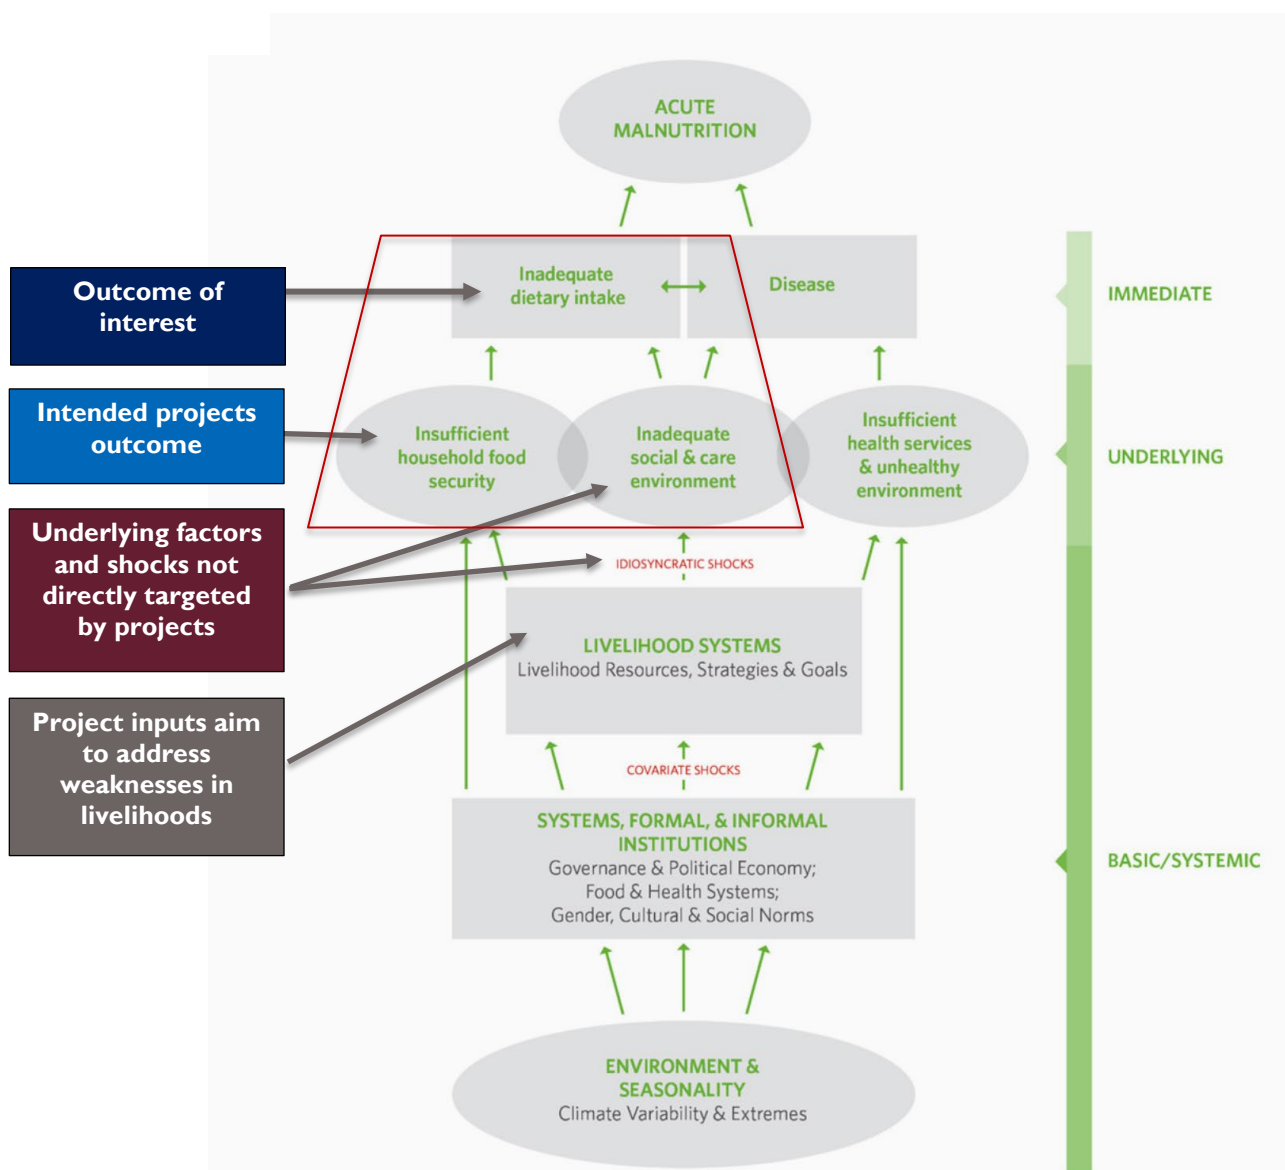 ACUTE
MALNUTRITION
Outcome of
interest
Inadequate
dietary intake
Disease
IMMEDIATE
Intended projects
outcome
Insufficient
household food
security
Inadequate
social & care
environment
Insufficient
health services
& unhealthy
environment
UNDERLYING
Underlying factors
and shocks not
directly targeted
by projects
IDIOSYNCRATIC SHOCKS
LIVELIHOOD SYSTEMS
Livelihood Resources, Strategies & Goals
Project inputs aim
to address
weaknesses in
livelihoods
COVARIATE SHOCKS
SYSTEMS, FORMAL, & INFORMAL
INSTITUTIONS
Governance & Political Economy;
Food & Health Systems;
Gender, Cultural & Social Norms
BASIC/SYSTEMIC
ENVIRONMENT &
SEASONALITY
Climate Variability & Extremes